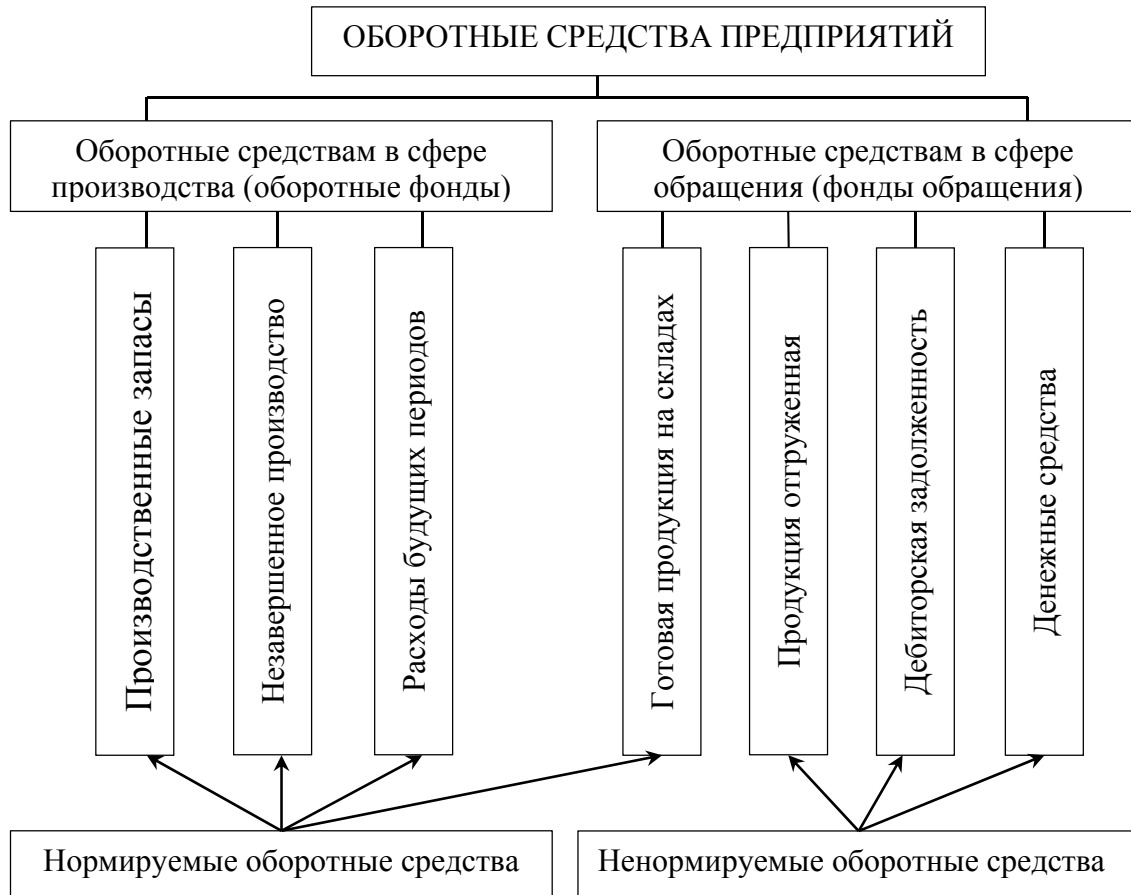 ОБОРОТНЫЕ СРЕДСТВА ПРЕДПРИЯТИЙ
Оборотные средствам в сфере
производства (оборотные фонды)
Оборотные средствам в сфере
обращения (фонды обращения)
Производственные запасы
Незавершенное производство
Расходы будущих периодов
Готовая продукция на складах
Продукция отгруженная
Дебиторская задолженность
Денежные средства
Нормируемые оборотные средства
Ненормируемые оборотные средства